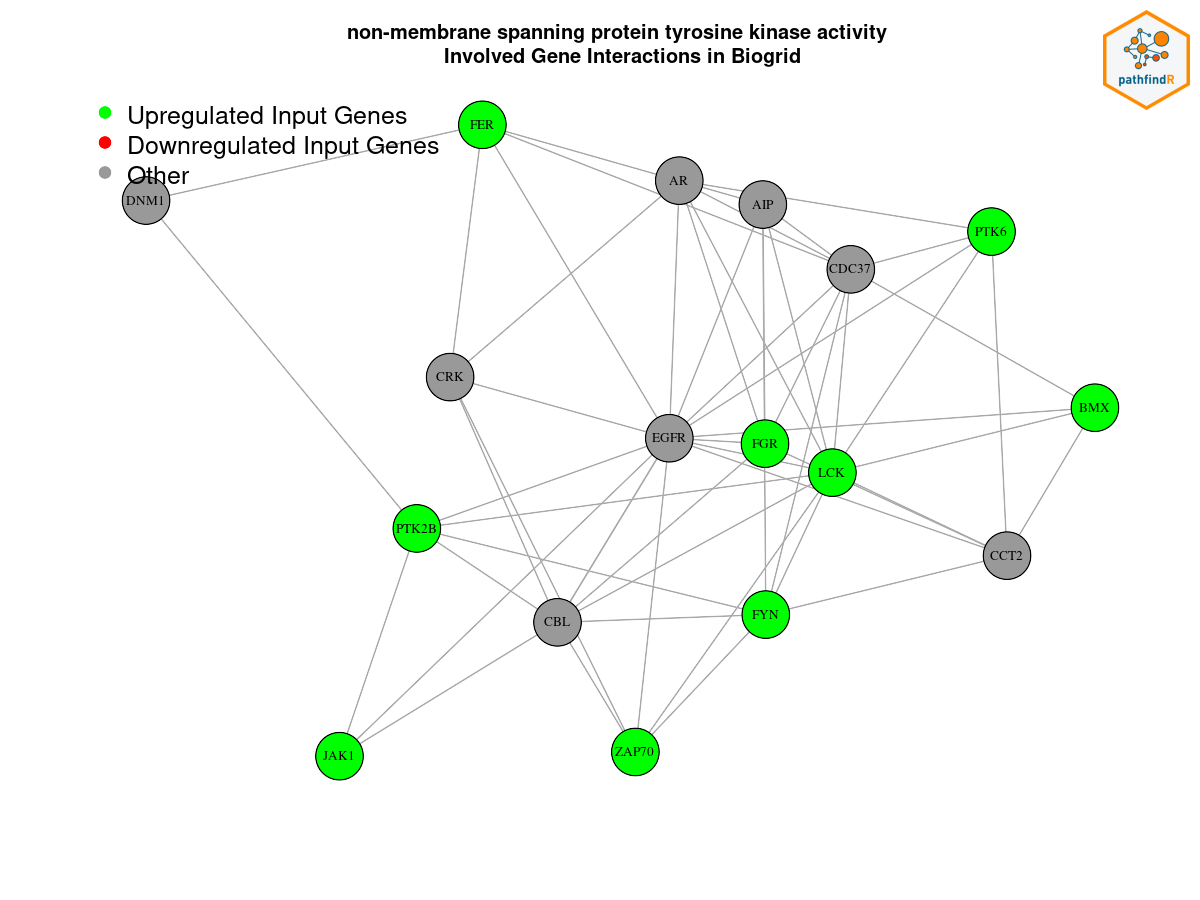 non-membrane spanning protein tyrosine kinase activity
Involved Gene Interactions in Biogrid
pathfindR
Upregulated Input Genes
Downregulated Input Genes
Other
FER
DNM1
AR
AIP
PTK6
CDC37
CRK
BMX
EGFR
FGR
LCK
PTK2B
CCT2
CBL
FYN
JAK1
ZAP70